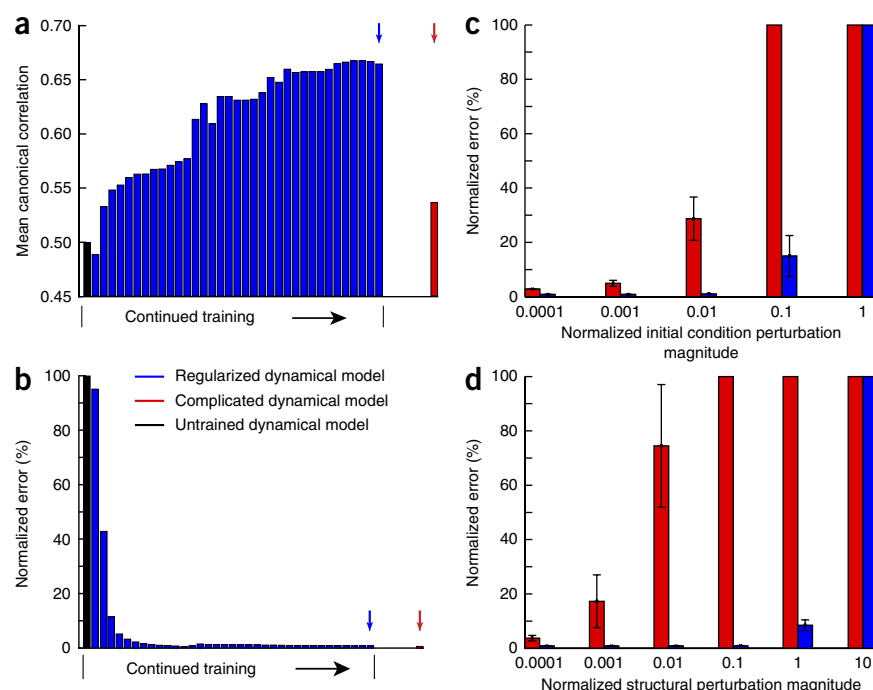 a
0.70
0.65
0.60
0.55
0.50
0.45
Mean canonical correlation
Continued training
b
100
80
60
40
20
0
Normalized error (%)
Regularized dynamical model
Complicated dynamical model
Untrained dynamical model
Continued training
c
100
80
60
40
20
0
Normalized error (%)
0.0001 0.001 0.01 0.1 1
Normalized initial condition perturbation
magnitude
d
100
80
60
40
20
0
Normalized error (%)
0.0001 0.001 0.01 0.1 1 10
Normalized structural perturbation magnitude